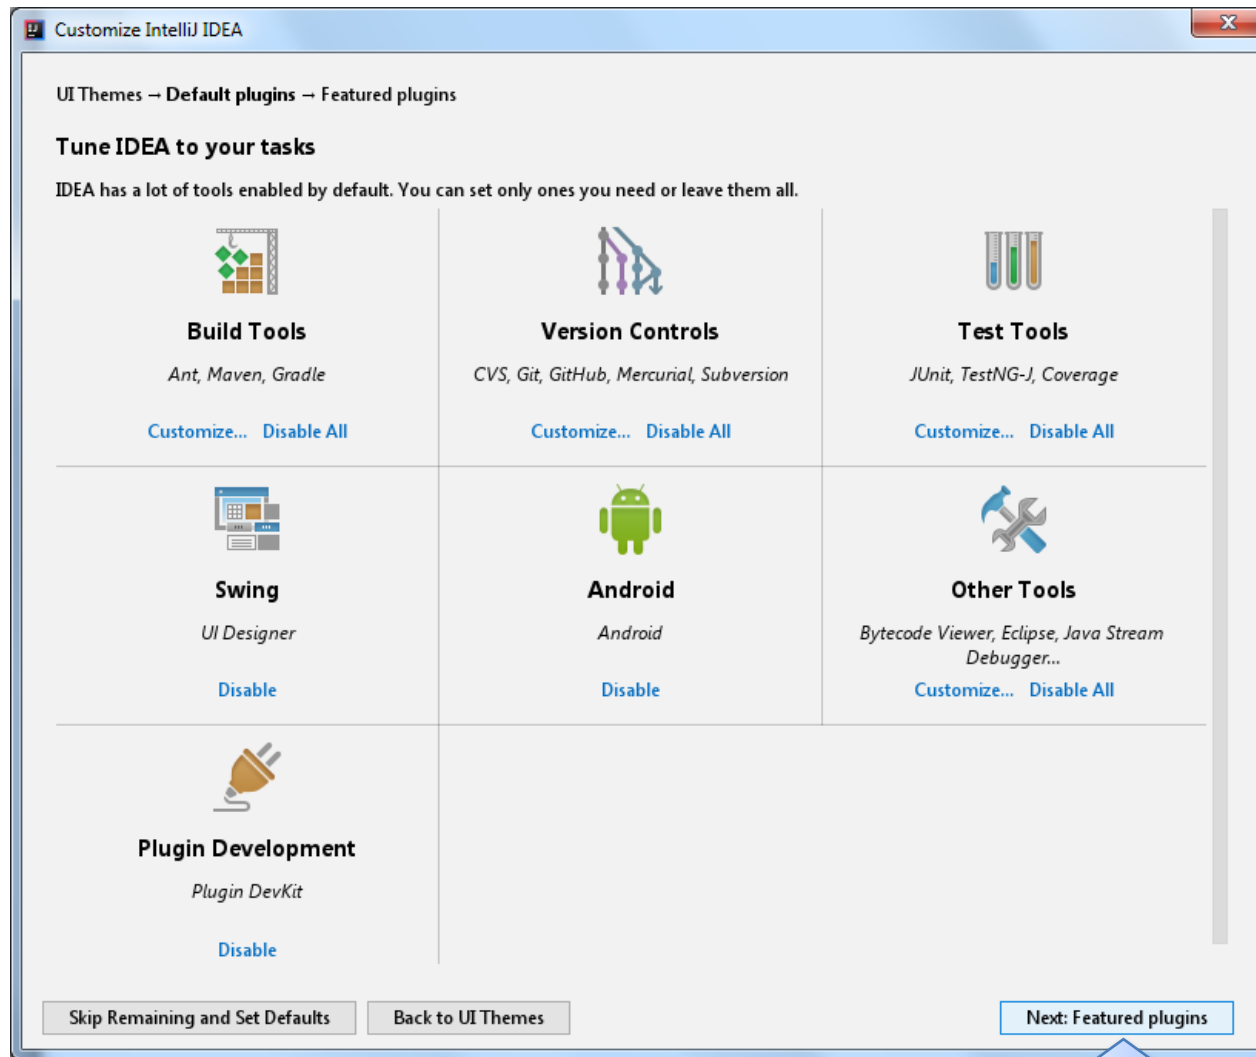 Customize IntelliJ IDEA
UI Themes → Default plugins → Featured plugins
Tune IDEA to your tasks
IDEA has a lot of tools enabled by default. You can set only ones you need or leave them all.
Build Tools
Ant, Maven, Gradle
Customize... Disable All
Version Controls
CVS, Git, GitHub, Mercurial, Subversion
Customize... Disable All
Test Tools
JUnit, TestNG-J, Coverage
Customize... Disable All
Swing
UI Designer
Disable
Android
Android
Disable
Other Tools
Bytecode Viewer, Eclipse, Java Stream
Debugger...
Customize... Disable All
Plugin Development
Plugin DevKit
Disable
Skip Remaining and Set Defaults
Back to UI Themes
Next: Featured plugins